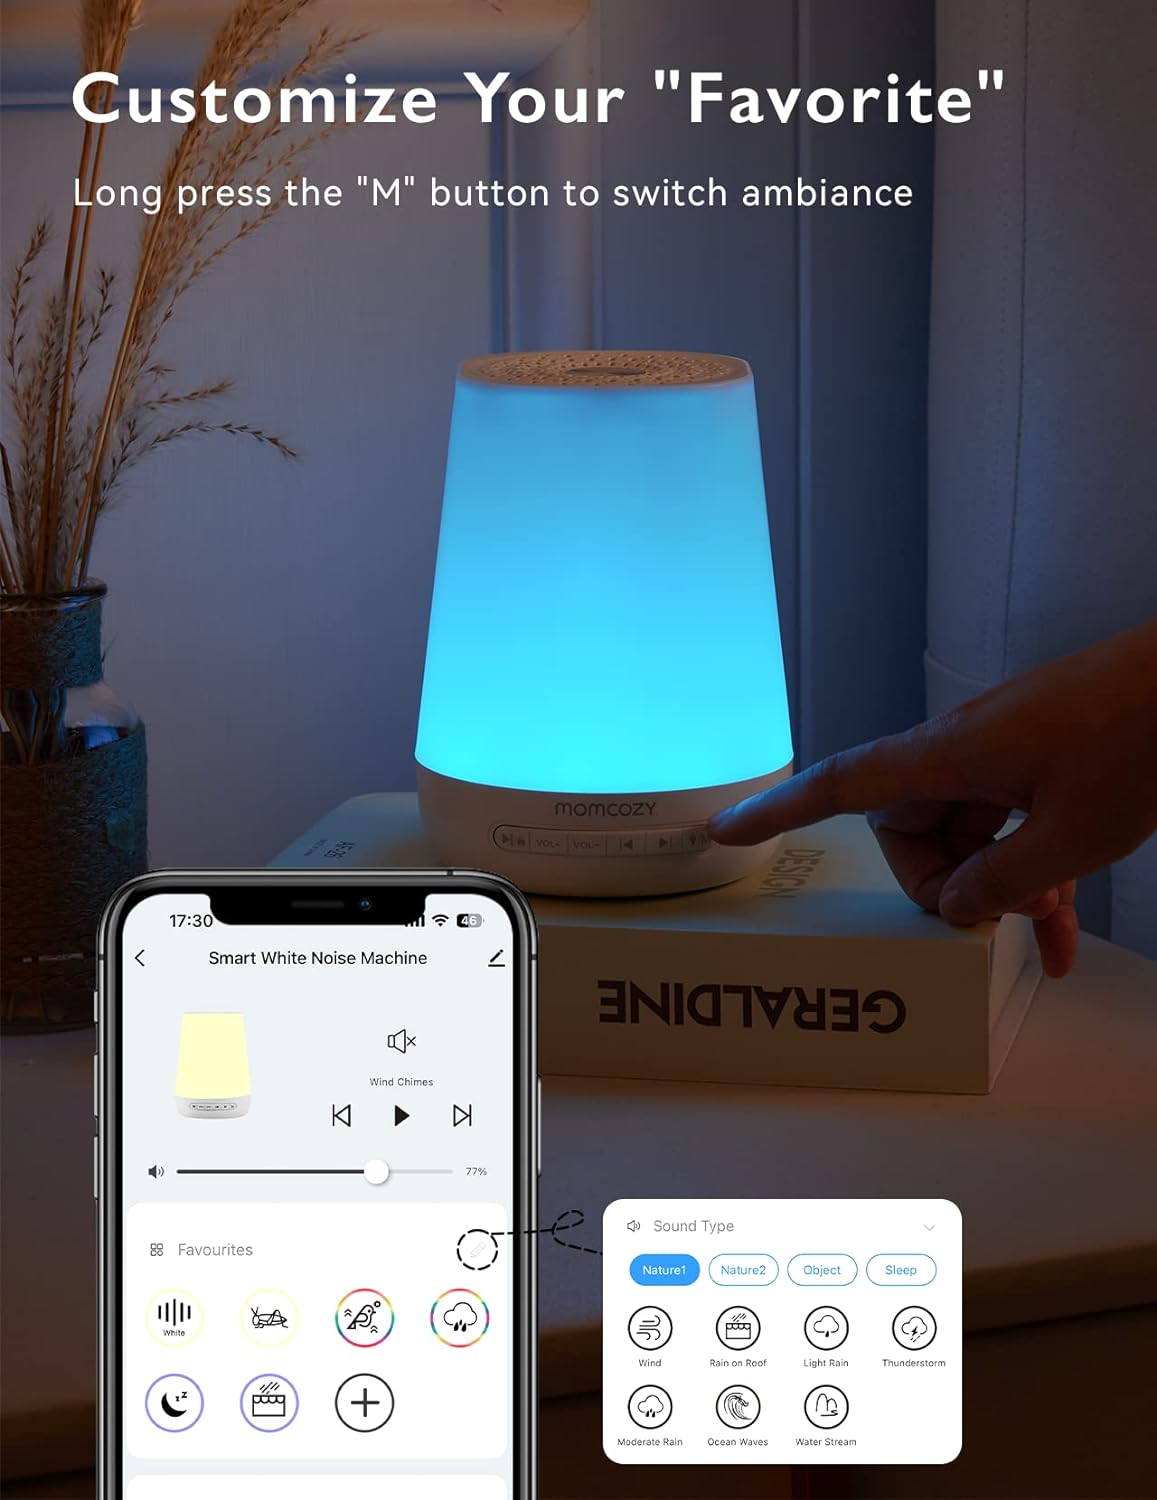 Customize Your "Favorite"
Long press the "M" button to switch ambiance
momcozy
VOL- VOL-
AF-26
DESIGN
GERALDINE
17:30
46
Smart White Noise Machine
Wind Chimes
77%
Favourites
White
Sound Type
Nature1 Nature2 Object Sleep
Wind Rain on Roof Light Rain Thunderstorm
Moderate Rain Ocean Waves Water Stream